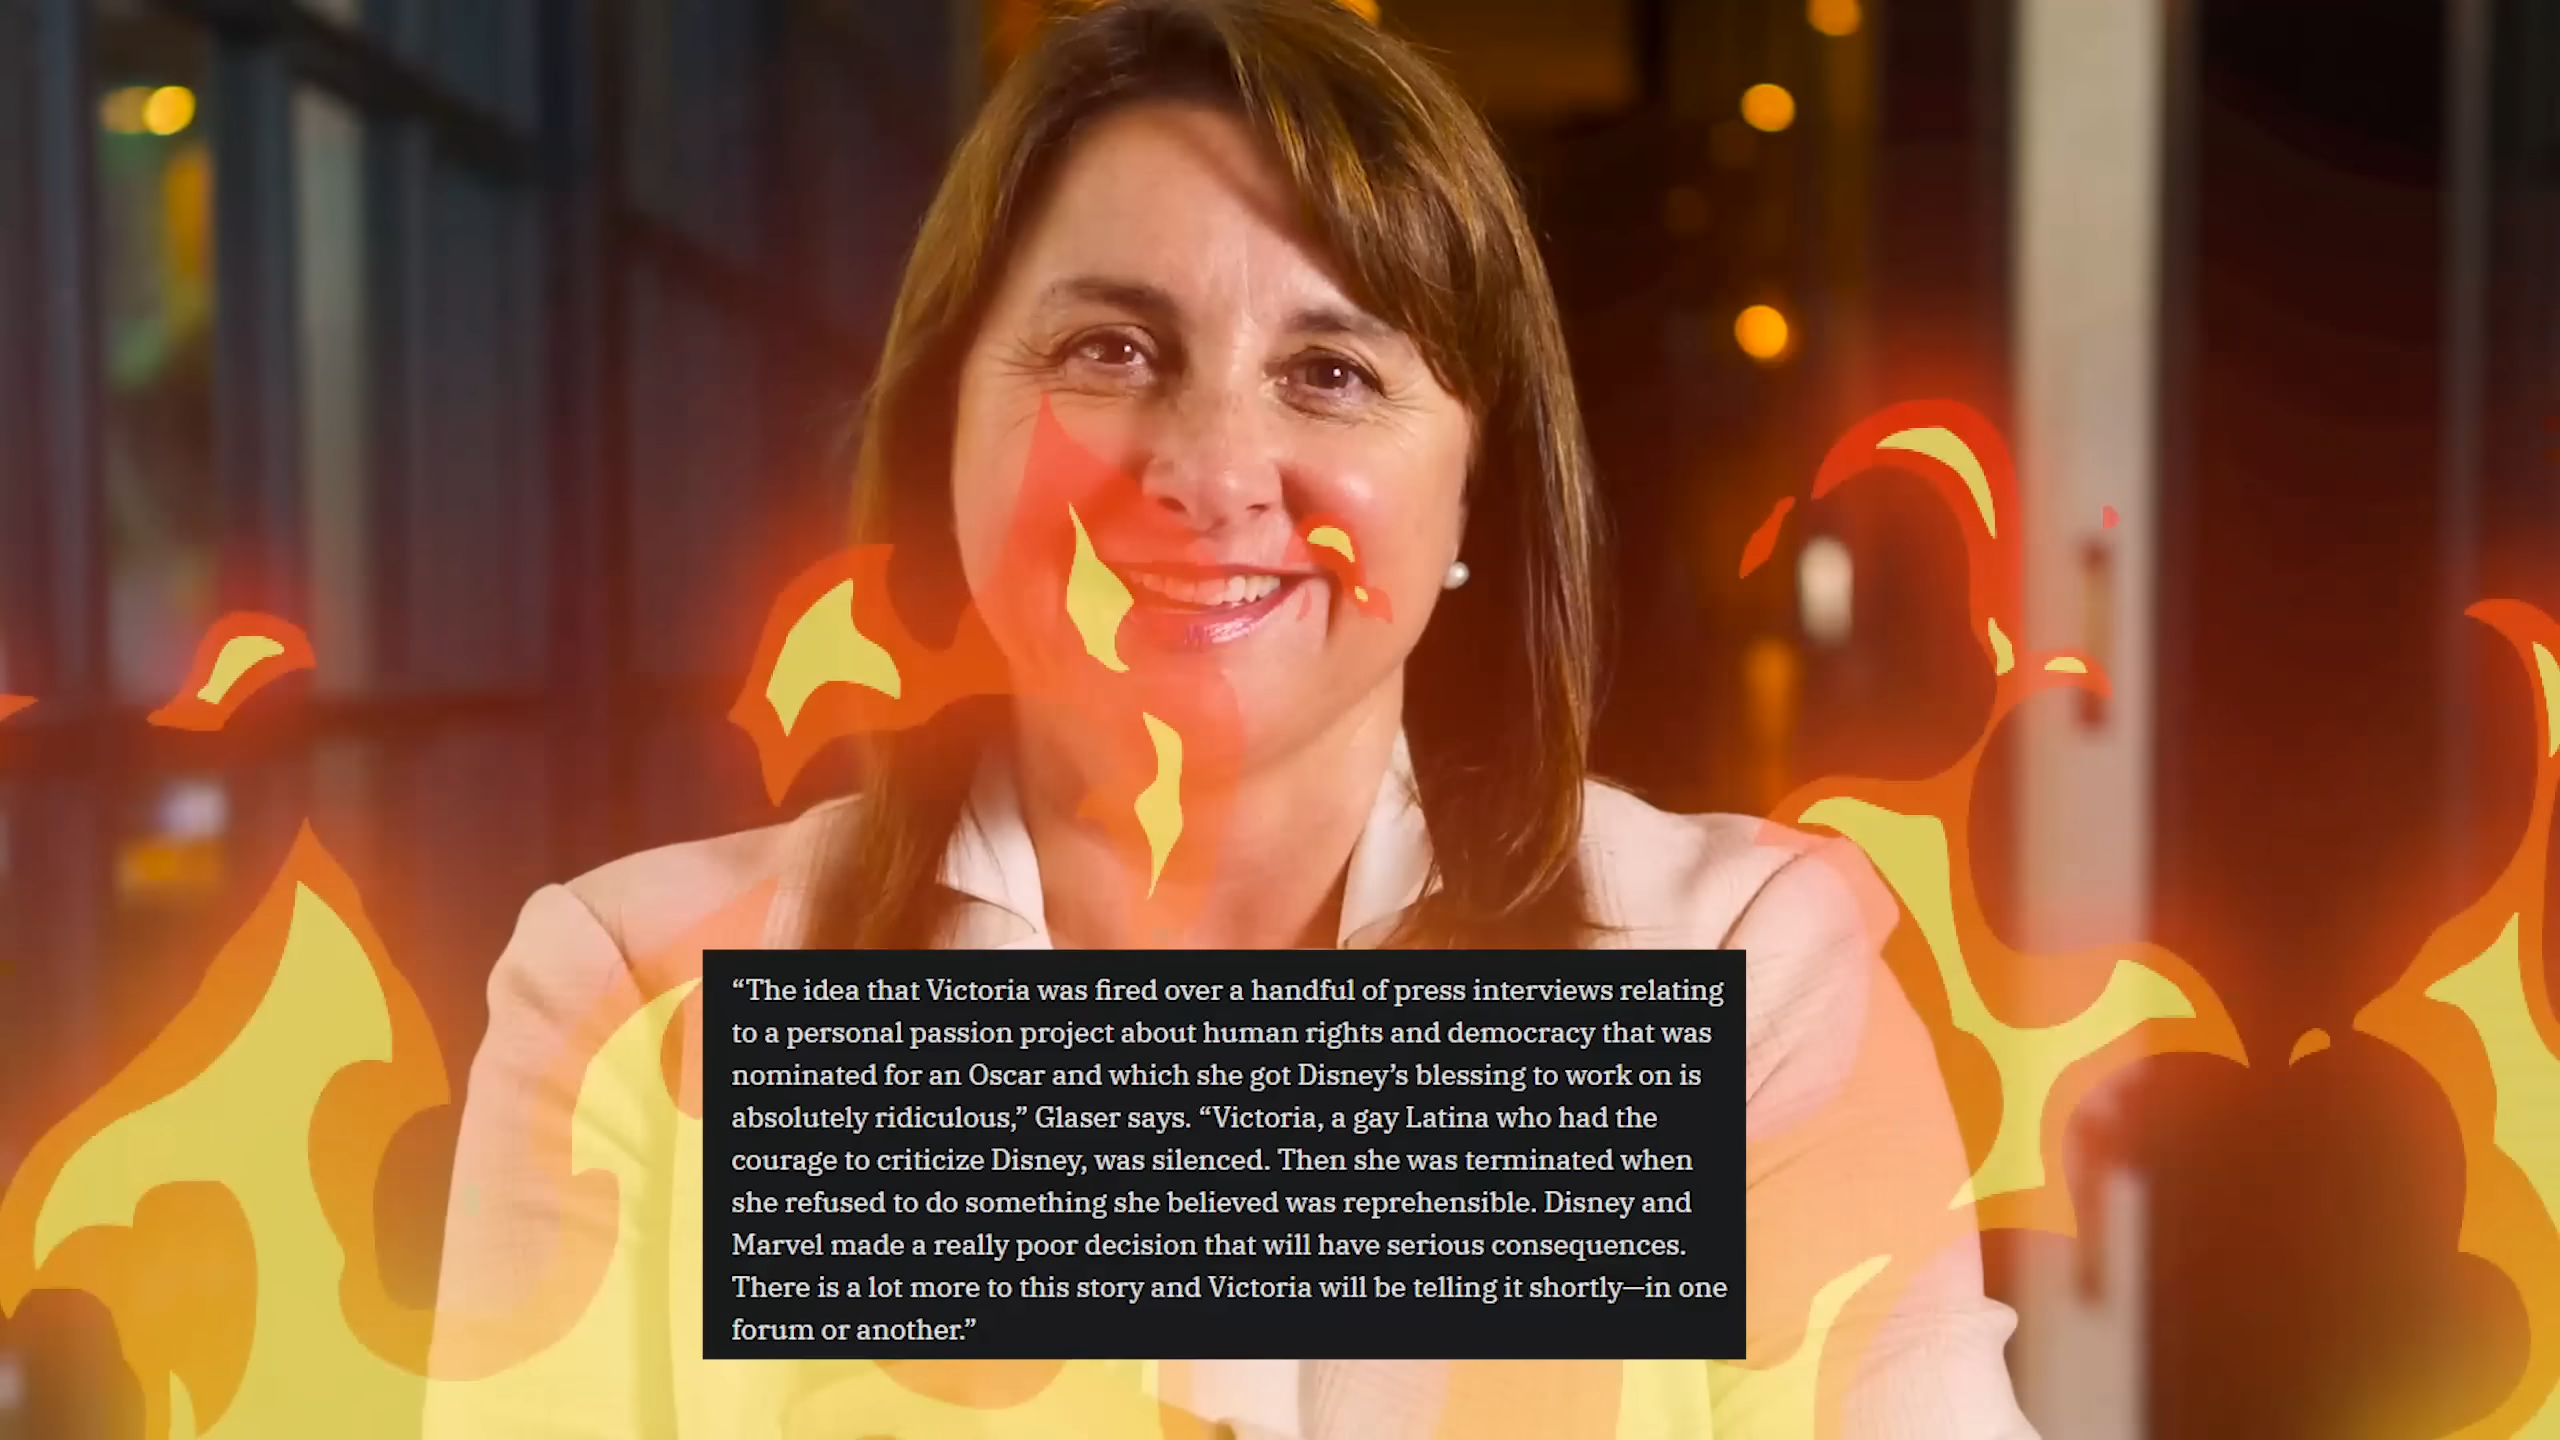 “The idea that Victoria was fired over a handful of press interviews relating
to a personal passion project about human rights and democracy that was
nominated for an Oscar and which she got Disney’s blessing to work on is
absolutely ridiculous,” Glaser says. “Victoria, a gay Latina who had the
courage to criticize Disney, was silenced. Then she was terminated when
she refused to do something she believed was reprehensible. Disney and
Marvel made a really poor decision that will have serious consequences.
There is a lot more to this story and Victoria will be telling it shortly—in one
forum or another.”